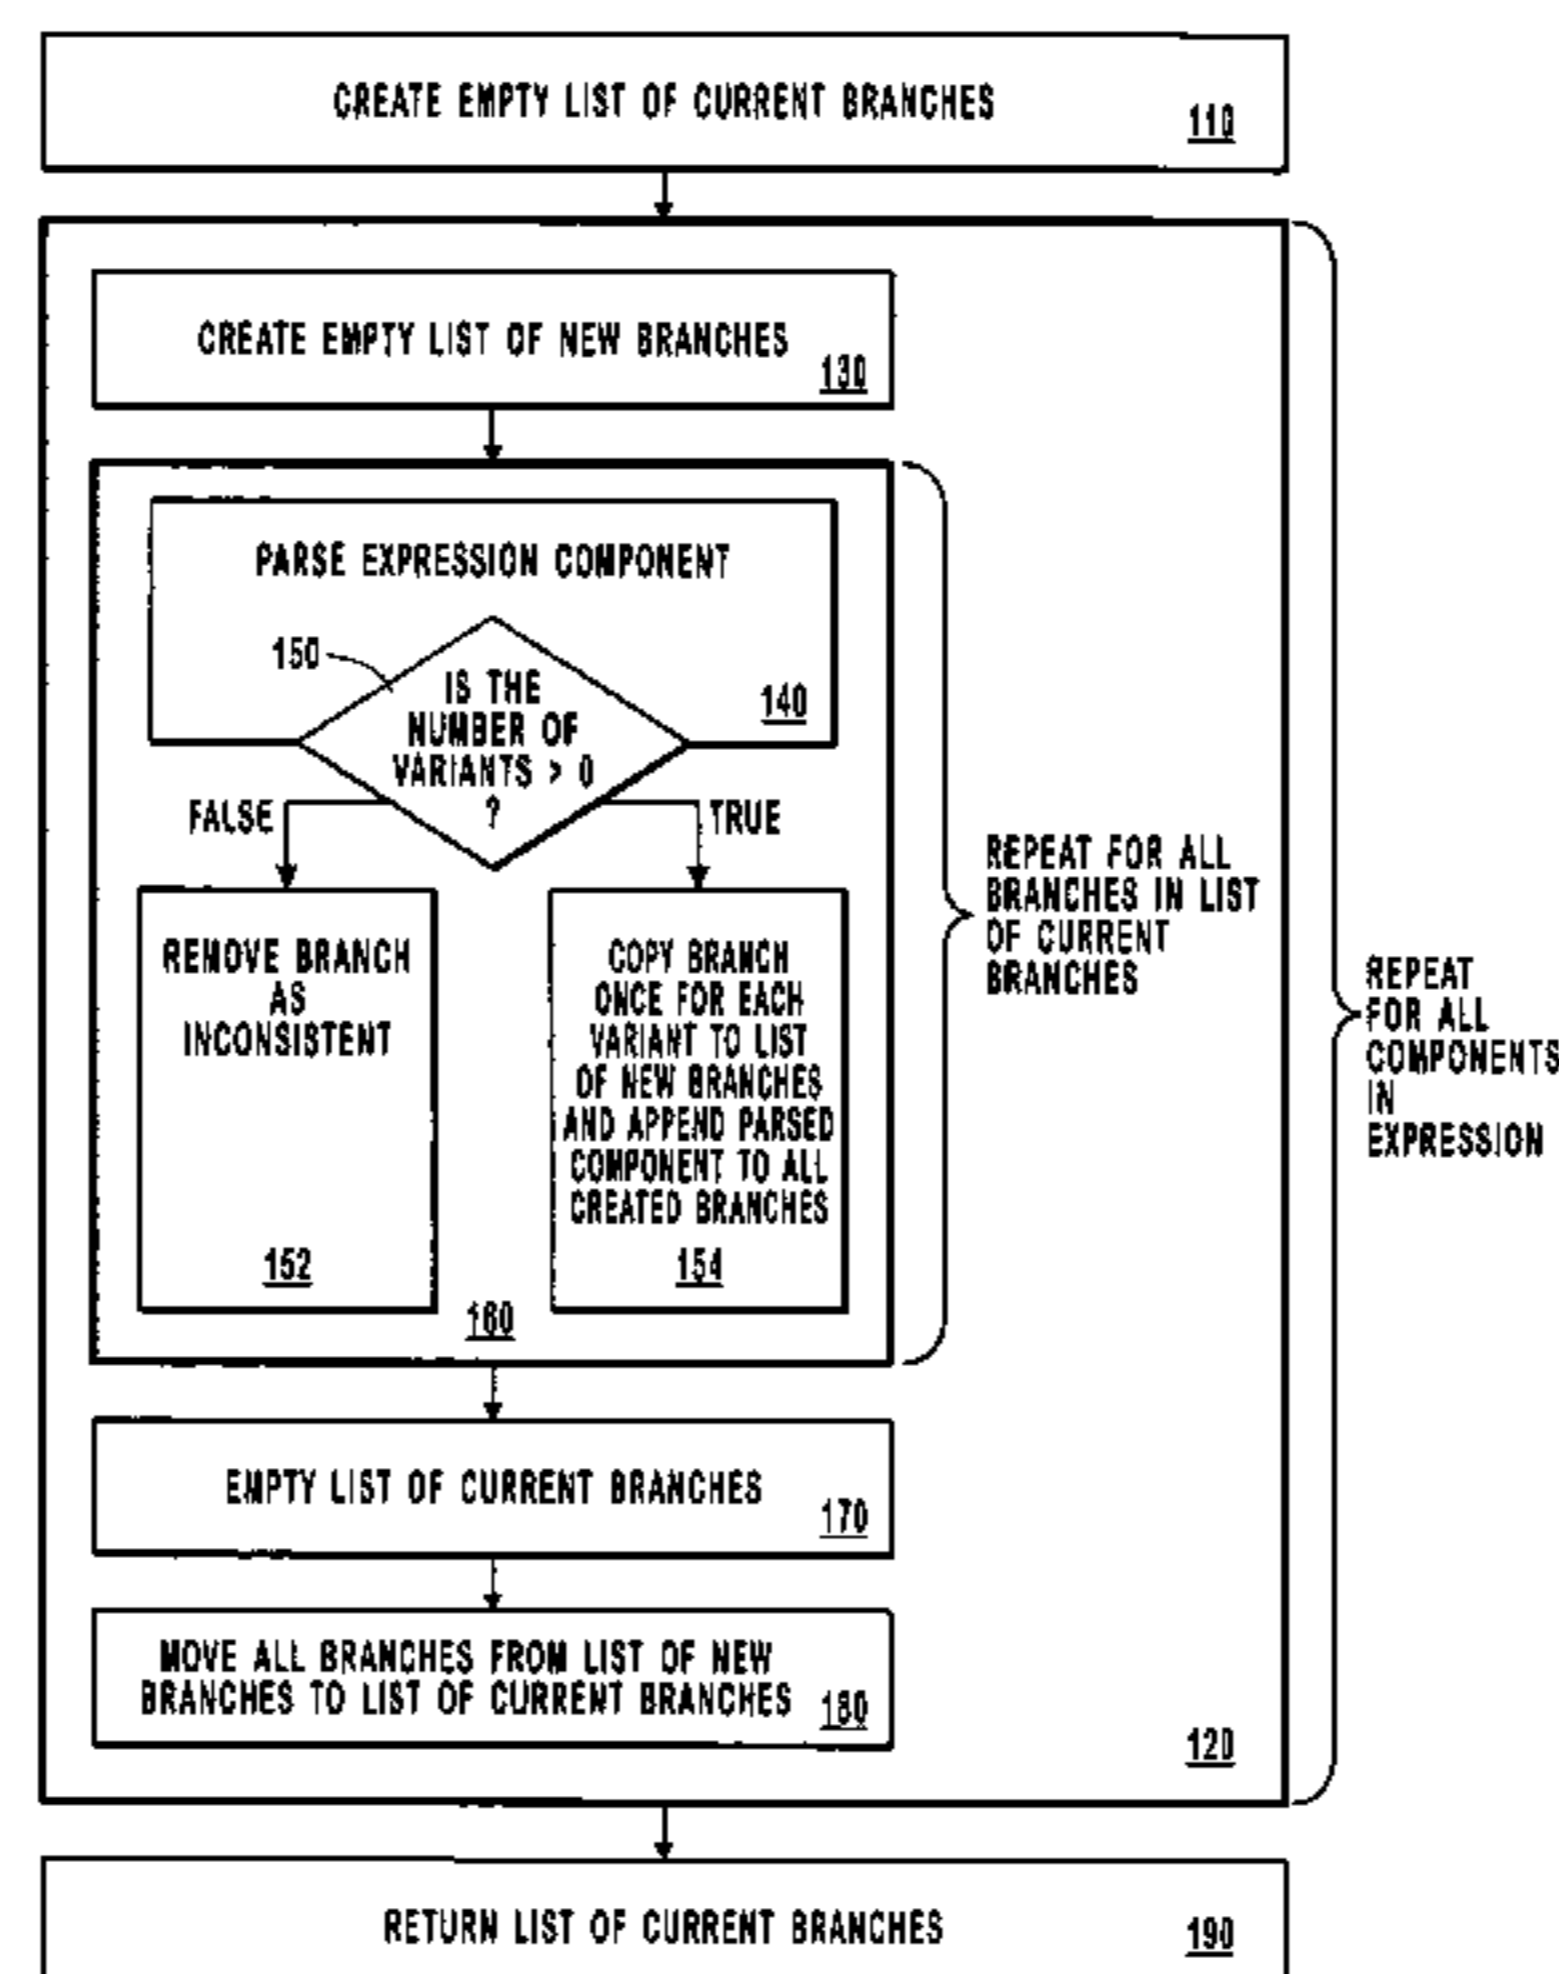 CREATE EMPTY LIST OF CURRENT BRANCHES
110
CREATE EMPTY LIST OF NEW BRANCHES
130
PARSE EXPRESSION COMPONENT
150
IS THE
NUMBER OF
VARIANTS > 0
?
140
FALSE
TRUE
REMOVE BRANCH
AS
INCONSISTENT
152
COPY BRANCH
ONCE FOR EACH
VARIANT TO LIST
OF NEW BRANCHES
AND APPEND PARSED
COMPONENT TO ALL
CREATED BRANCHES
154
160
REPEAT FOR ALL
BRANCHES IN LIST
OF CURRENT
BRANCHES
REPEAT
FOR ALL
COMPONENTS
IN
EXPRESSION
EMPTY LIST OF CURRENT BRANCHES
170
MOVE ALL BRANCHES FROM LIST OF NEW
BRANCHES TO LIST OF CURRENT BRANCHES
180
120
RETURN LIST OF CURRENT BRANCHES
190